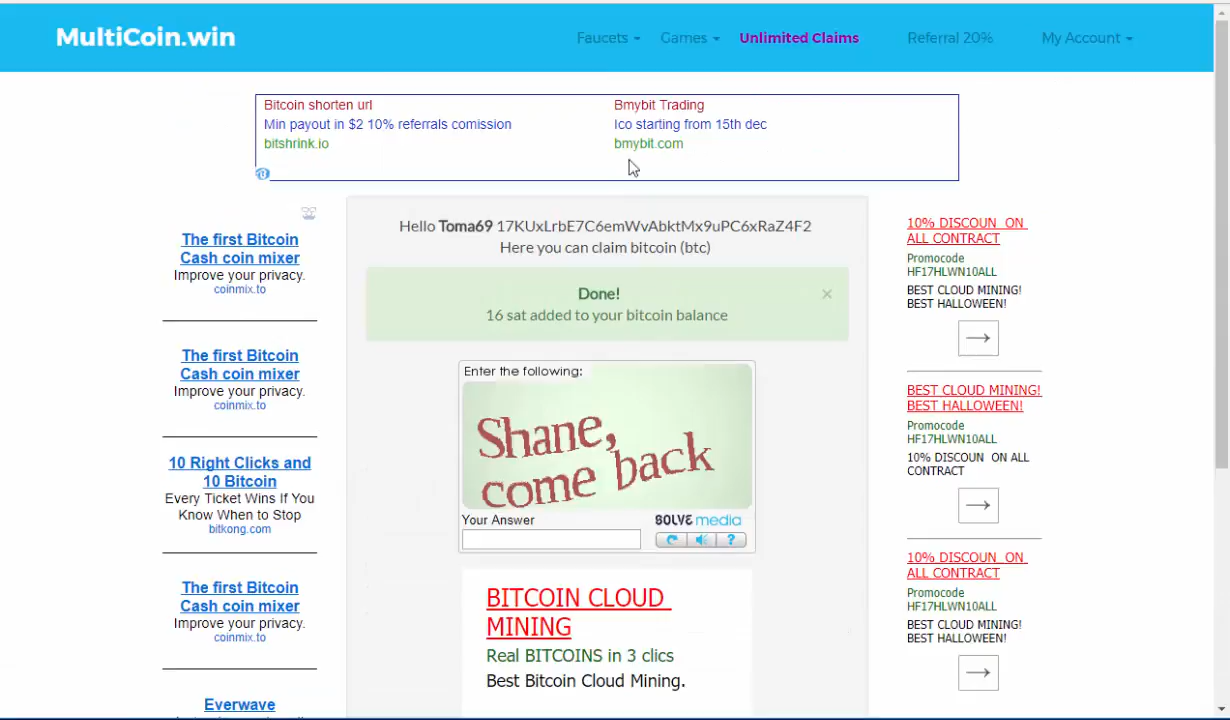 MultiCoin.win
Faucets
Games
Unlimited Claims
Referral 20%
My Account
Bitcoin shorten url
Min payout in $2 10% referrals comission
bitshrink.io
Bmybit Trading
Ico starting from 15th dec
bmybit.com
The first Bitcoin
Cash coin mixer
Improve your privacy.
coinmix.to
The first Bitcoin
Cash coin mixer
Improve your privacy.
coinmix.to
10 Right Clicks and
10 Bitcoin
Every Ticket Wins If You
Know When to Stop
bitkong.com
The first Bitcoin
Cash coin mixer
Improve your privacy.
coinmix.to
Everwave
Hello Toma69 17KUxLrbE7C6emWvAbktMx9uPC6xRaZ4F2
Here you can claim bitcoin (btc)
Done!
×
16 sat added to your bitcoin balance
Enter the following:
Shane,
come back
Your Answer
SOLVE media
?
BITCOIN CLOUD
MINING
Real BITCOINS in 3 clics
Best Bitcoin Cloud Mining.
10% DISCOUN ON
ALL CONTRACT
Promocode
HF17HLWN10ALL
BEST CLOUD MINING!
BEST HALLOWEEN!
BEST CLOUD MINING!
BEST HALLOWEEN!
Promocode
HF17HLWN10ALL
10% DISCOUN ON ALL
CONTRACT
10% DISCOUN ON
ALL CONTRACT
Promocode
HF17HLWN10ALL
BEST CLOUD MINING!
BEST HALLOWEEN!